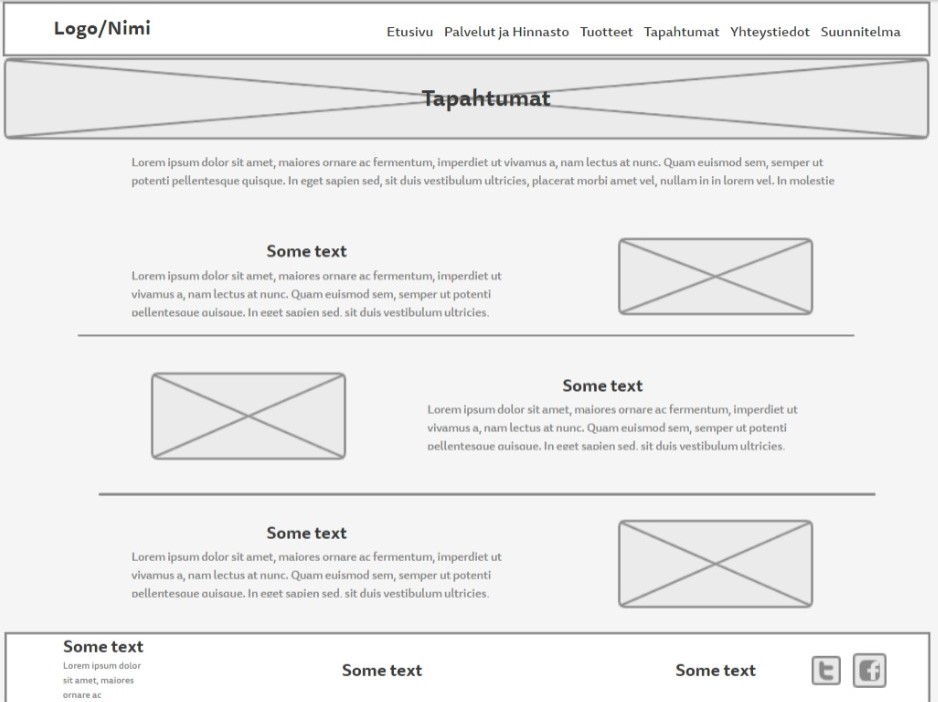 Logo/Nimi
Etusivu Palvelut ja Hinnasto Tuotteet Tapahtumat Yhteystiedot Suunnitelma
Tapahtumat
Lorem ipsum dolor sit amet, maiores ornare ac fermentum, imperdiet ut vivamus a, nam lectus at nunc. Quam euismod sem, semper ut
potenti pellentesque quisque. In eget sapien sed, sit duis vestibulum ultricies, placerat morbi amet vel, nullam in in lorem vel. In molestie
Some text
Lorem ipsum dolor sit amet, maiores ornare ac fermentum, imperdiet ut
vivamus a, nam lectus at nunc. Quam euismod sem, semper ut potenti
pellentesque quisque. In eget sapien sed, sit duis vestibulum ultricies,
Some text
Lorem ipsum dolor sit amet, maiores ornare ac fermentum, imperdiet ut
vivamus a, nam lectus at nunc. Quam euismod sem, semper ut potenti
pellentesque quisque. In eget sapien sed, sit duis vestibulum ultricies,
Some text
Lorem ipsum dolor sit amet, maiores ornare ac fermentum, imperdiet ut
vivamus a, nam lectus at nunc. Quam euismod sem, semper ut potenti
pellentesque quisque. In eget sapien sed, sit duis vestibulum ultricies,
Some text
Lorem ipsum dolor
sit amet, maiores
ornare ac
Some text
Some text